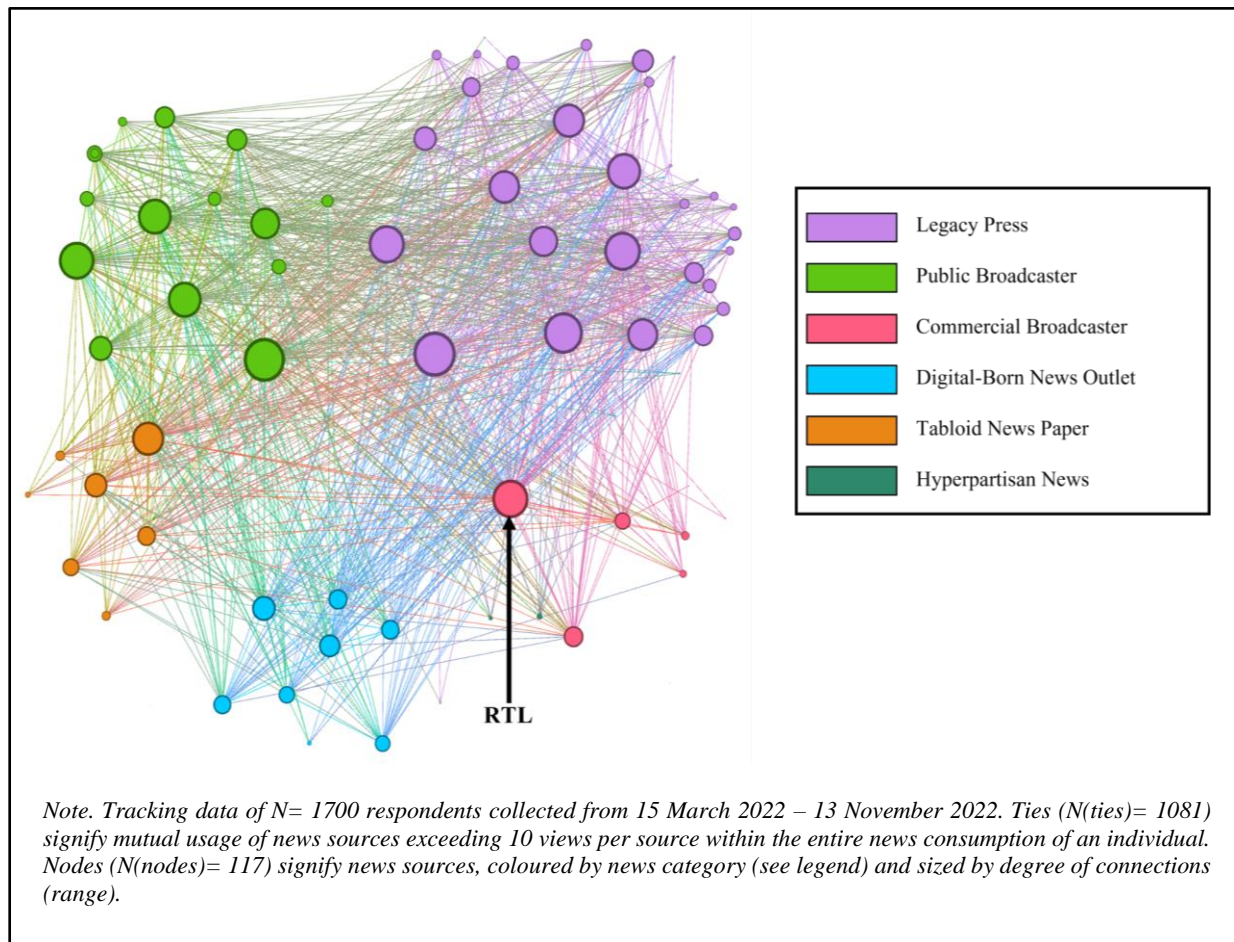 Legacy Press
Public Broadcaster
Commercial Broadcaster
Digital-Born News Outlet
Tabloid News Paper
Hyperpartisan News
RTL
Note. Tracking data of N= 1700 respondents collected from 15 March 2022 – 13 November 2022. Ties (N(ties)= 1081)
signify mutual usage of news sources exceeding 10 views per source within the entire news consumption of an individual.
Nodes (N(nodes)= 117) signify news sources, coloured by news category (see legend) and sized by degree of connections
(range).